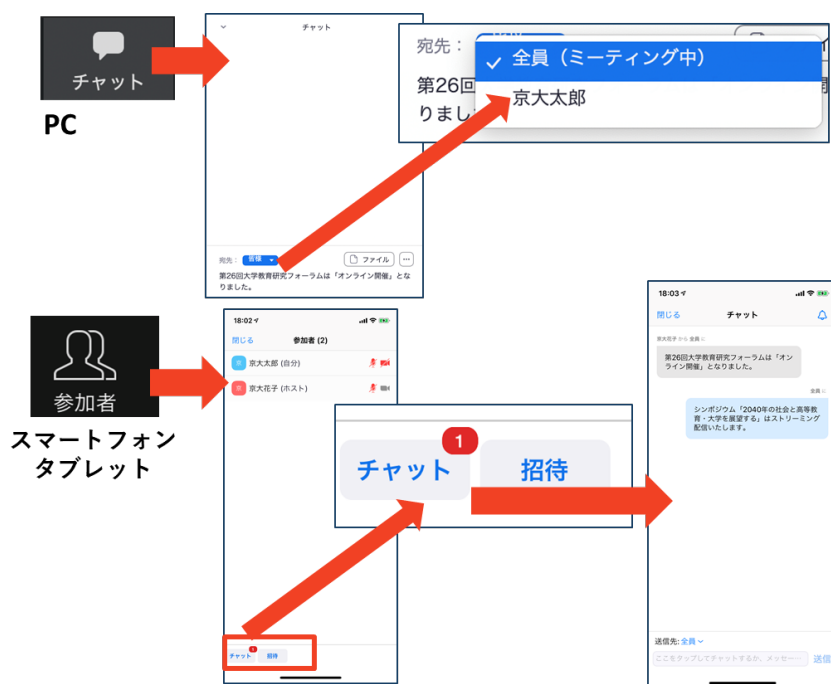 チャット
PC
チャット
宛先： 皆様
ファイル
第26回大学教育研究フォーラムは「オンライン開催」とな
りました。
宛先：
全員（ミーティング中）
京大太郎
第26回
りまし
開
参加者
スマートフォン
タブレット
18:02
閉じる 参加者 (2)
京大太郎 (自分)
京大花子 (ホスト)
チャット 1 招待
チャット 1 招待
18:03
閉じる チャット
京大花子 から 全員 に
第26回大学教育研究フォーラムは「オン
ライン開催」となりました。
全員 に
シンポジウム「2040年の社会と高等教
育・大学を展望する」はストリーミング
配信いたします。
送信先: 全員
ここをタップしてチャットするか、メッセー…
送信